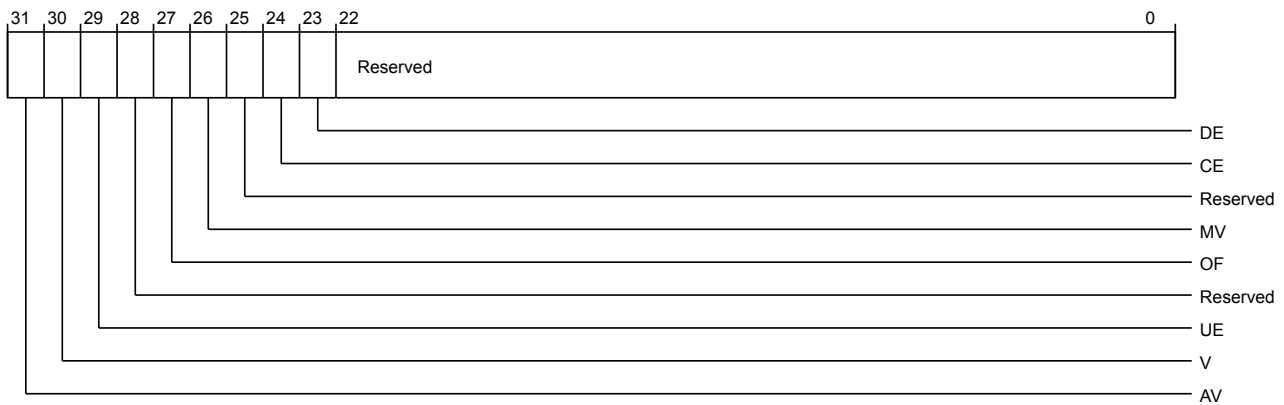 31 30 29 28 27 26 25 24 23 22 0
Reserved
DE
CE
Reserved
MV
OF
Reserved
UE
V
AV